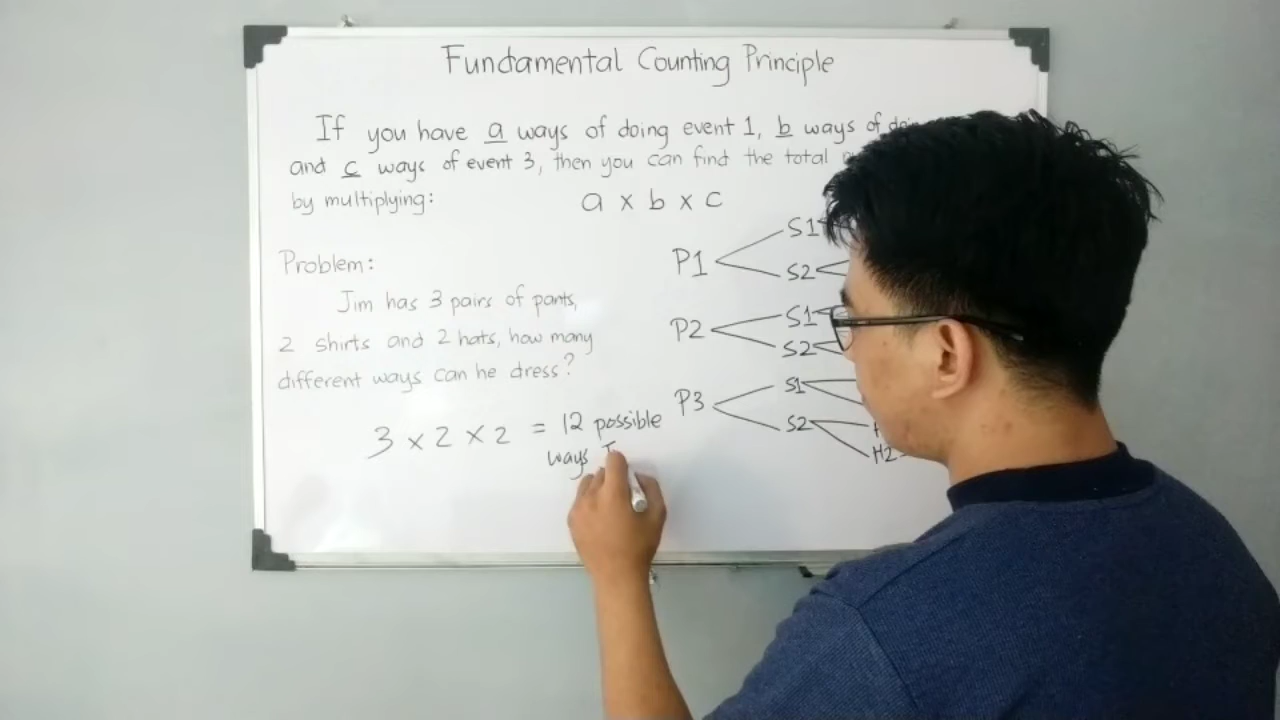 Fundamental Counting Principle
If you have a ways of doing event 1, b ways of
and c ways of event 3, then you can find the total
by multiplying: a x b x c
Problem:
Jim has 3 pairs of pants,
2 shirts and 2 hats, how many
different ways can he dress?
3 x 2 x 2 = 12 possible
ways
P1
S1
S2
P2
S1
S2
P3
S1
S2
H2